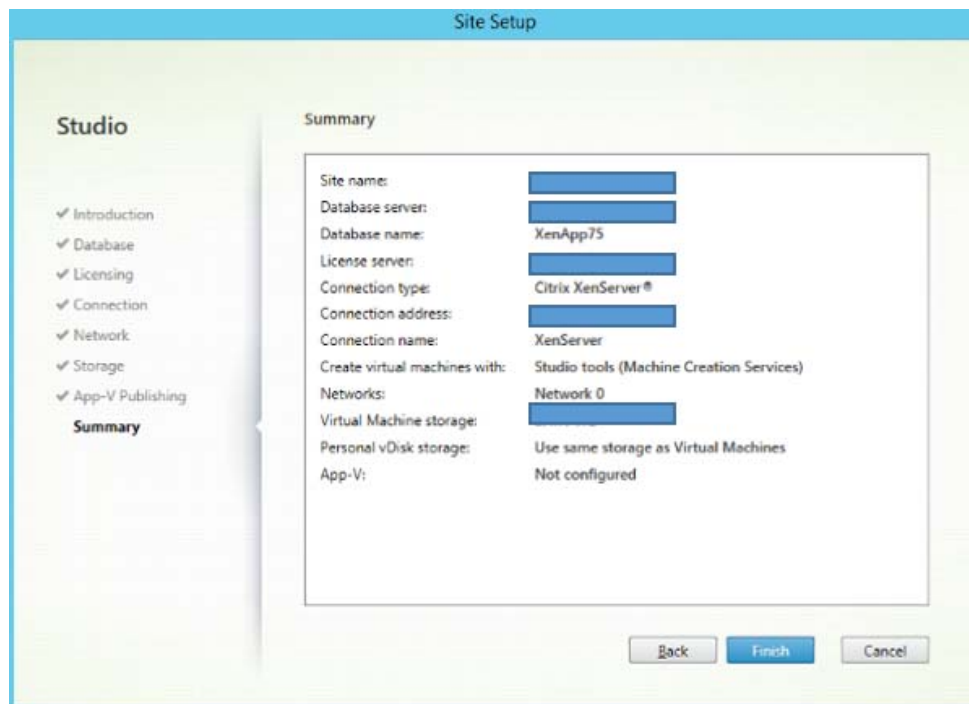 Site Setup
Studio
✔ Introduction
✔ Database
✔ Licensing
✔ Connection
✔ Network
✔ Storage
✔ App-V Publishing
Summary
Summary
Site name:
Database server:
Database name: XenApp75
License server:
Connection type: Citrix XenServer®
Connection address:
Connection name: XenServer
Create virtual machines with: Studio tools (Machine Creation Services)
Networks: Network 0
Virtual Machine storage:
Personal vDisk storage: Use same storage as Virtual Machines
App-V: Not configured
Back Finish Cancel